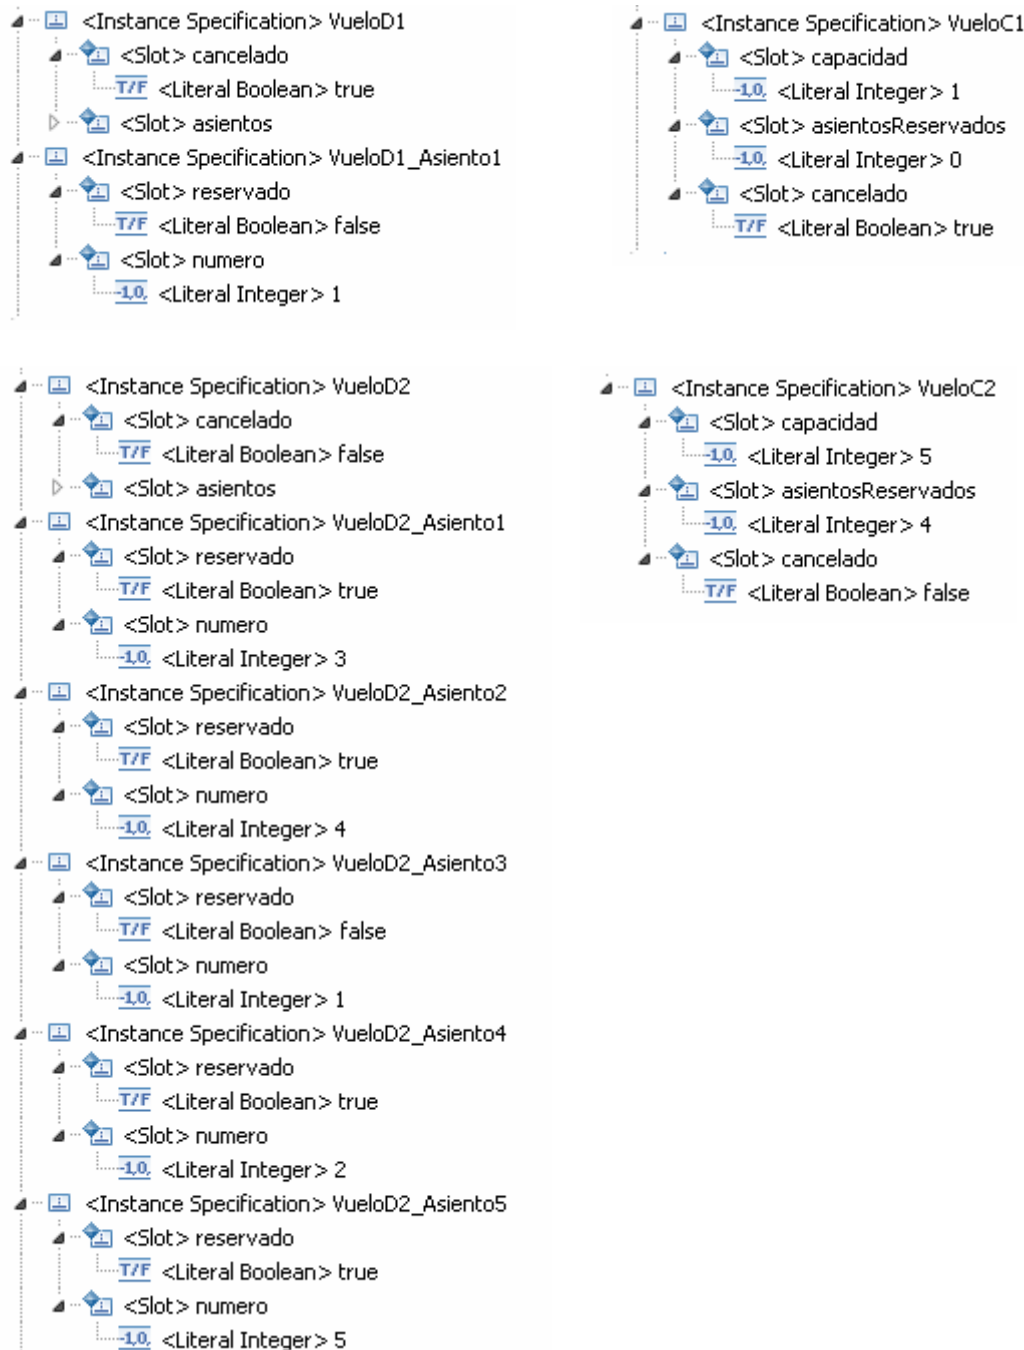 <Instance Specification> VueloD1
<Slot> cancelado
T/F <Literal Boolean> true
<Slot> asientos
<Instance Specification> VueloD1_Asiento1
<Slot> reservado
T/F <Literal Boolean> false
<Slot> numero
-1,0, <Literal Integer> 1
<Instance Specification> VueloC1
<Slot> capacidad
-1,0, <Literal Integer> 1
<Slot> asientosReservados
-1,0, <Literal Integer> 0
<Slot> cancelado
T/F <Literal Boolean> true
<Instance Specification> VueloD2
<Slot> cancelado
T/F <Literal Boolean> false
<Slot> asientos
<Instance Specification> VueloD2_Asiento1
<Slot> reservado
T/F <Literal Boolean> true
<Slot> numero
-1,0, <Literal Integer> 3
<Instance Specification> VueloD2_Asiento2
<Slot> reservado
T/F <Literal Boolean> true
<Slot> numero
-1,0, <Literal Integer> 4
<Instance Specification> VueloD2_Asiento3
<Slot> reservado
T/F <Literal Boolean> false
<Slot> numero
-1,0, <Literal Integer> 1
<Instance Specification> VueloD2_Asiento4
<Slot> reservado
T/F <Literal Boolean> true
<Slot> numero
-1,0, <Literal Integer> 2
<Instance Specification> VueloD2_Asiento5
<Slot> reservado
T/F <Literal Boolean> true
<Slot> numero
-1,0, <Literal Integer> 5
<Instance Specification> VueloC2
<Slot> capacidad
-1,0, <Literal Integer> 5
<Slot> asientosReservados
-1,0, <Literal Integer> 4
<Slot> cancelado
T/F <Literal Boolean> false